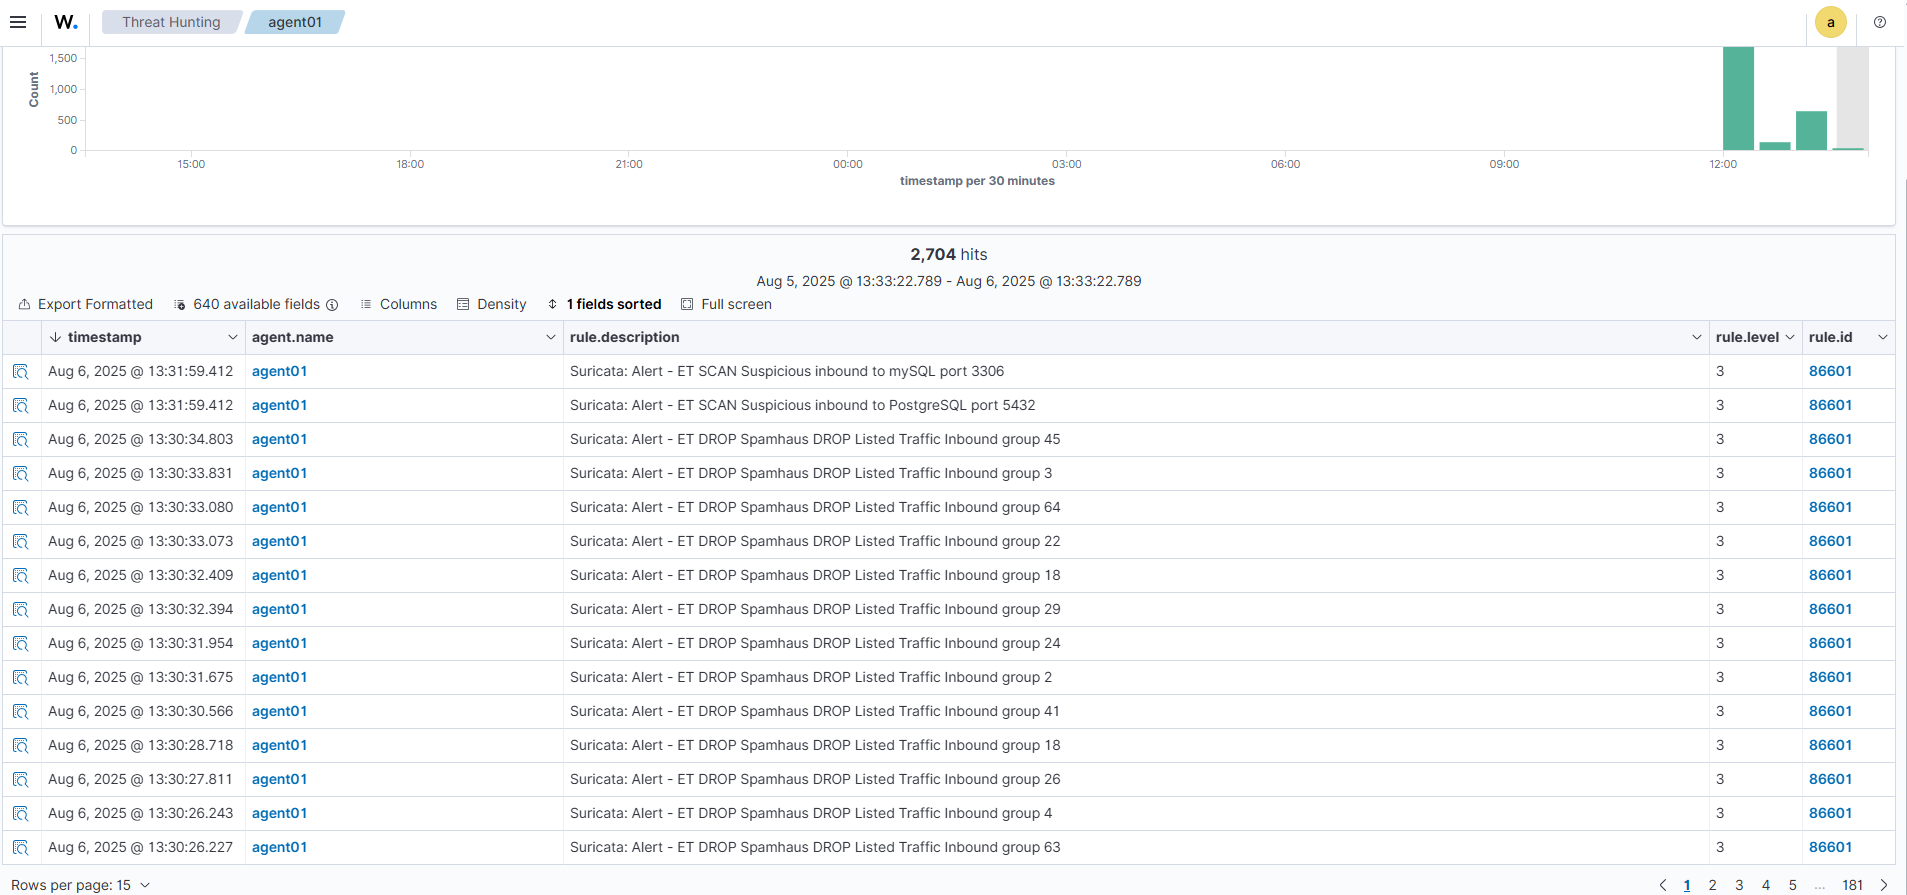 W. Threat Hunting agent01 a
1,500
1,000
500
0
Count
15:00 18:00 21:00 00:00 03:00 06:00 09:00 12:00
timestamp per 30 minutes
2,704 hits
Aug 5, 2025 @ 13:33:22.789 - Aug 6, 2025 @ 13:33:22.789
Export Formatted 640 available fields Columns Density 1 fields sorted Full screen
timestamp agent.name rule.description rule.level rule.id
Aug 6, 2025 @ 13:31:59.412 agent01 Suricata: Alert - ET SCAN Suspicious inbound to mySQL port 3306 3 86601
Aug 6, 2025 @ 13:31:59.412 agent01 Suricata: Alert - ET SCAN Suspicious inbound to PostgreSQL port 5432 3 86601
Aug 6, 2025 @ 13:30:34.803 agent01 Suricata: Alert - ET DROP Spamhaus DROP Listed Traffic Inbound group 45 3 86601
Aug 6, 2025 @ 13:30:33.831 agent01 Suricata: Alert - ET DROP Spamhaus DROP Listed Traffic Inbound group 3 3 86601
Aug 6, 2025 @ 13:30:33.080 agent01 Suricata: Alert - ET DROP Spamhaus DROP Listed Traffic Inbound group 64 3 86601
Aug 6, 2025 @ 13:30:33.073 agent01 Suricata: Alert - ET DROP Spamhaus DROP Listed Traffic Inbound group 22 3 86601
Aug 6, 2025 @ 13:30:32.409 agent01 Suricata: Alert - ET DROP Spamhaus DROP Listed Traffic Inbound group 18 3 86601
Aug 6, 2025 @ 13:30:32.394 agent01 Suricata: Alert - ET DROP Spamhaus DROP Listed Traffic Inbound group 29 3 86601
Aug 6, 2025 @ 13:30:31.954 agent01 Suricata: Alert - ET DROP Spamhaus DROP Listed Traffic Inbound group 24 3 86601
Aug 6, 2025 @ 13:30:31.675 agent01 Suricata: Alert - ET DROP Spamhaus DROP Listed Traffic Inbound group 2 3 86601
Aug 6, 2025 @ 13:30:30.566 agent01 Suricata: Alert - ET DROP Spamhaus DROP Listed Traffic Inbound group 41 3 86601
Aug 6, 2025 @ 13:30:28.718 agent01 Suricata: Alert - ET DROP Spamhaus DROP Listed Traffic Inbound group 18 3 86601
Aug 6, 2025 @ 13:30:27.811 agent01 Suricata: Alert - ET DROP Spamhaus DROP Listed Traffic Inbound group 26 3 86601
Aug 6, 2025 @ 13:30:26.243 agent01 Suricata: Alert - ET DROP Spamhaus DROP Listed Traffic Inbound group 4 3 86601
Aug 6, 2025 @ 13:30:26.227 agent01 Suricata: Alert - ET DROP Spamhaus DROP Listed Traffic Inbound group 63 3 86601
Rows per page: 15 1 2 3 4 5 ... 181